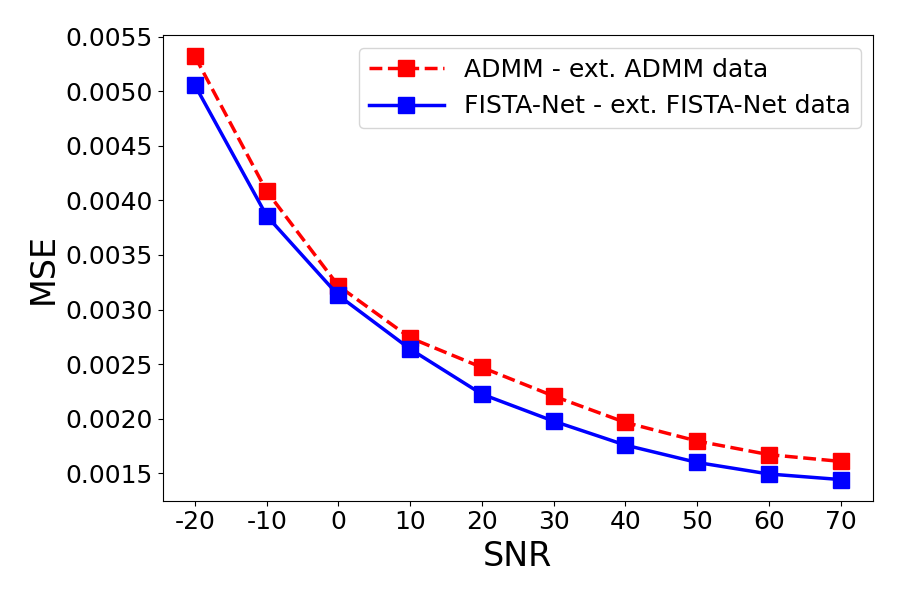 0.0055
0.0050
0.0045
0.0040
0.0035
0.0030
0.0025
0.0020
0.0015
MSE
ADMM - ext. ADMM data
FISTA-Net - ext. FISTA-Net data
-20 -10 0 10 20 30 40 50 60 70
SNR